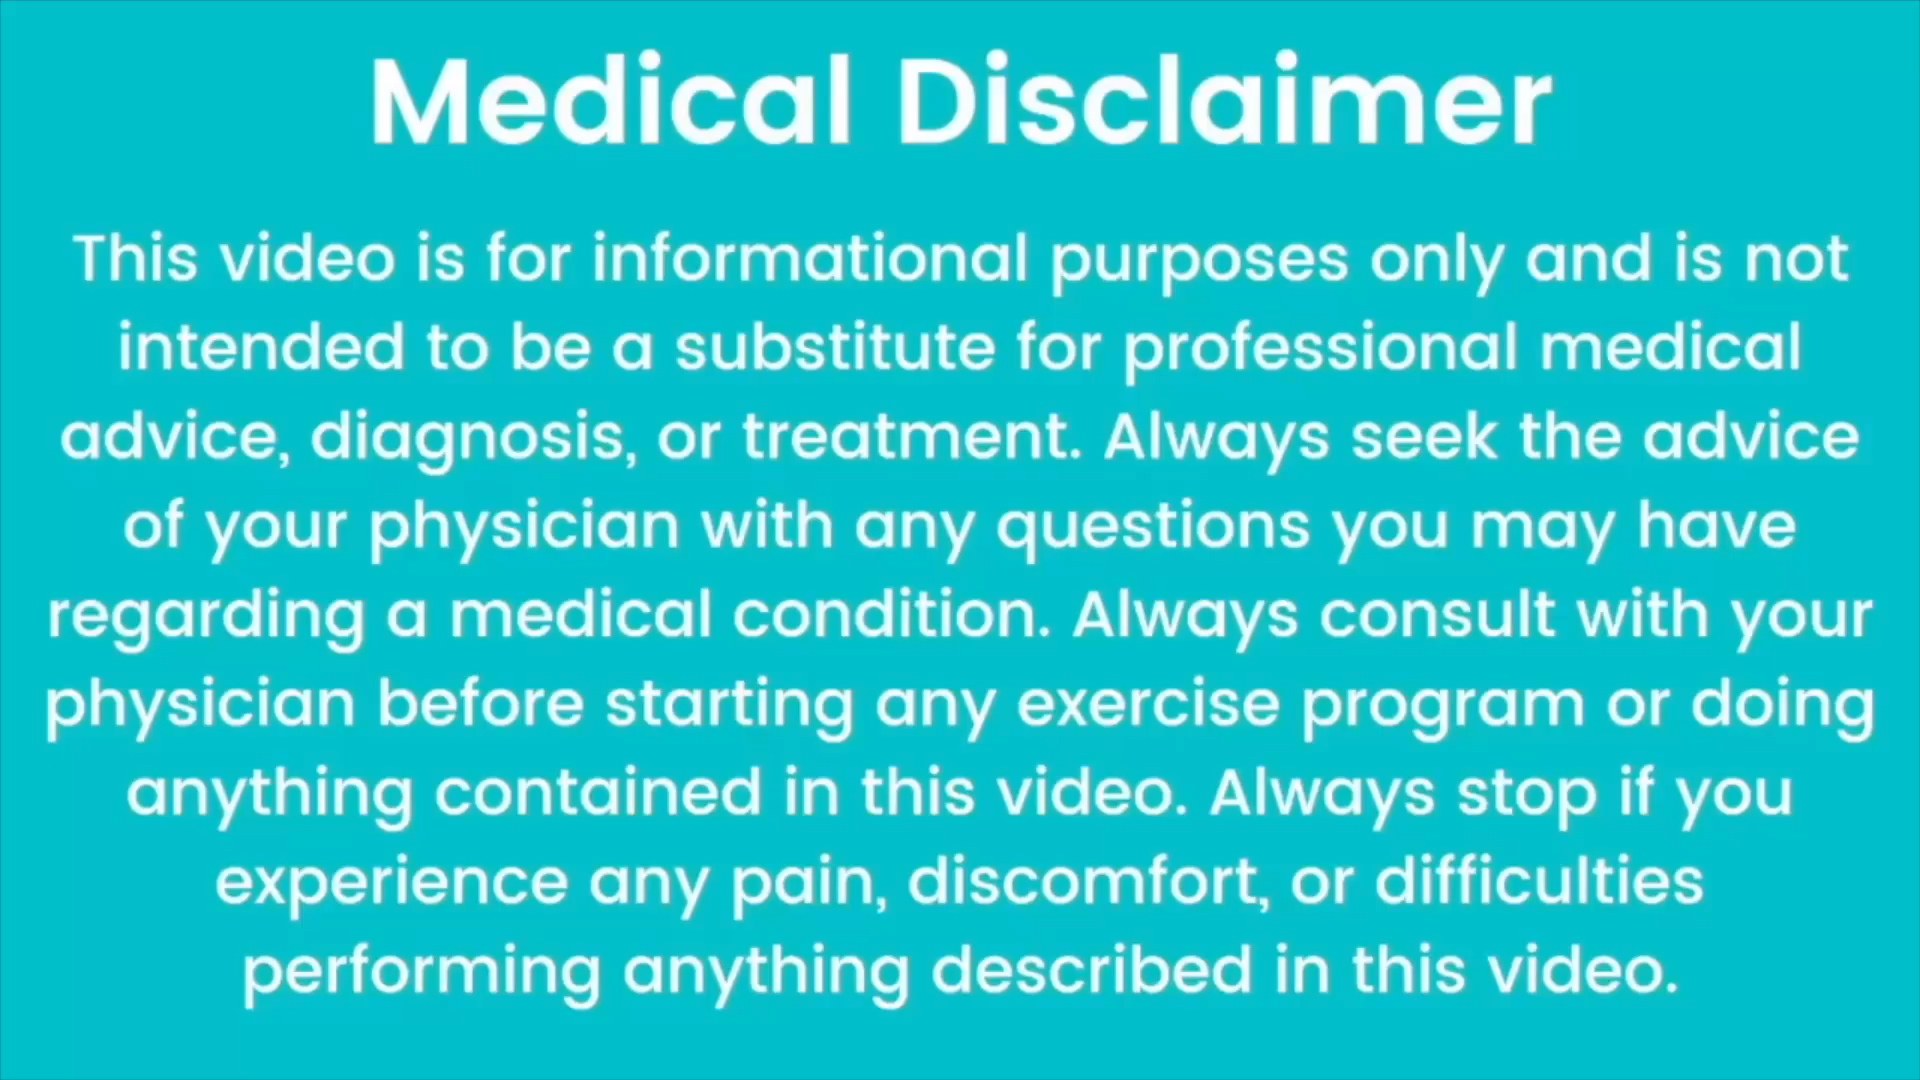 Medical Disclaimer
This video is for informational purposes only and is not
intended to be a substitute for professional medical
advice, diagnosis, or treatment. Always seek the advice
of your physician with any questions you may have
regarding a medical condition. Always consult with your
physician before starting any exercise program or doing
anything contained in this video. Always stop if you
experience any pain, discomfort, or difficulties
performing anything described in this video.